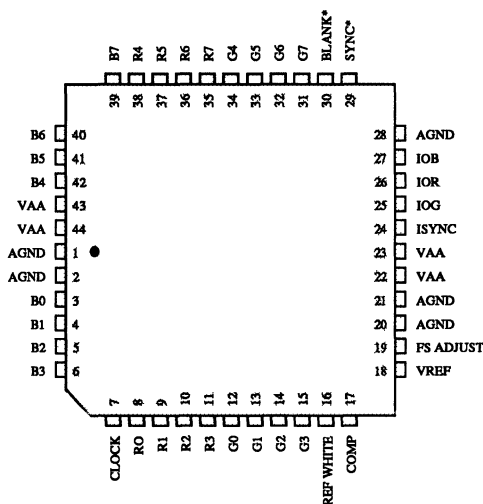 B7 R4 R5 R6 R7 G4 G5 G6 G7 BLANK* SYNC*
39 38 37 36 35 34 33 32 31 30 29
B6 40 28 AGND
B5 41 27 IOB
B4 42 26 IOR
VAA 43 25 IOG
VAA 44 24 ISYNC
AGND 1 23 VAA
AGND 2 22 VAA
B0 3 21 AGND
B1 4 20 AGND
B2 5 19 FS ADJUST
B3 6 18 VREF
7 8 9 10 11 12 13 14 15 16 17
CLOCK RO R1 R2 R3 G0 G1 G2 G3 REF WHITE COMP